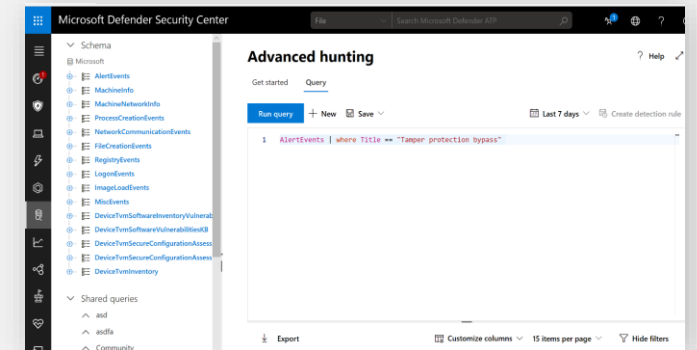 Microsoft Defender Security Center
File
Search Microsoft Defender ATP
?
Schema
Microsoft
AlertEvents
MachineInfo
MachineNetworkInfo
ProcessCreationEvents
NetworkCommunicationEvents
FileCreationEvents
RegistryEvents
LogonEvents
ImageLoadEvents
MiscEvents
DeviceTvmSoftwareInventoryVulnerab
DeviceTvmSoftwareVulnerabilitiesKB
DeviceTvmSecureConfigurationAssess
DeviceTvmSecureConfigurationAssess
DeviceTvmInventory
Shared queries
asd
asdfa
Community
Advanced hunting
? Help
Get started Query
Run query + New Save Last 7 days Create detection rule
1 AlertEvents | where Title == "Tamper protection bypass"
Export Customize columns 15 items per page Hide filters